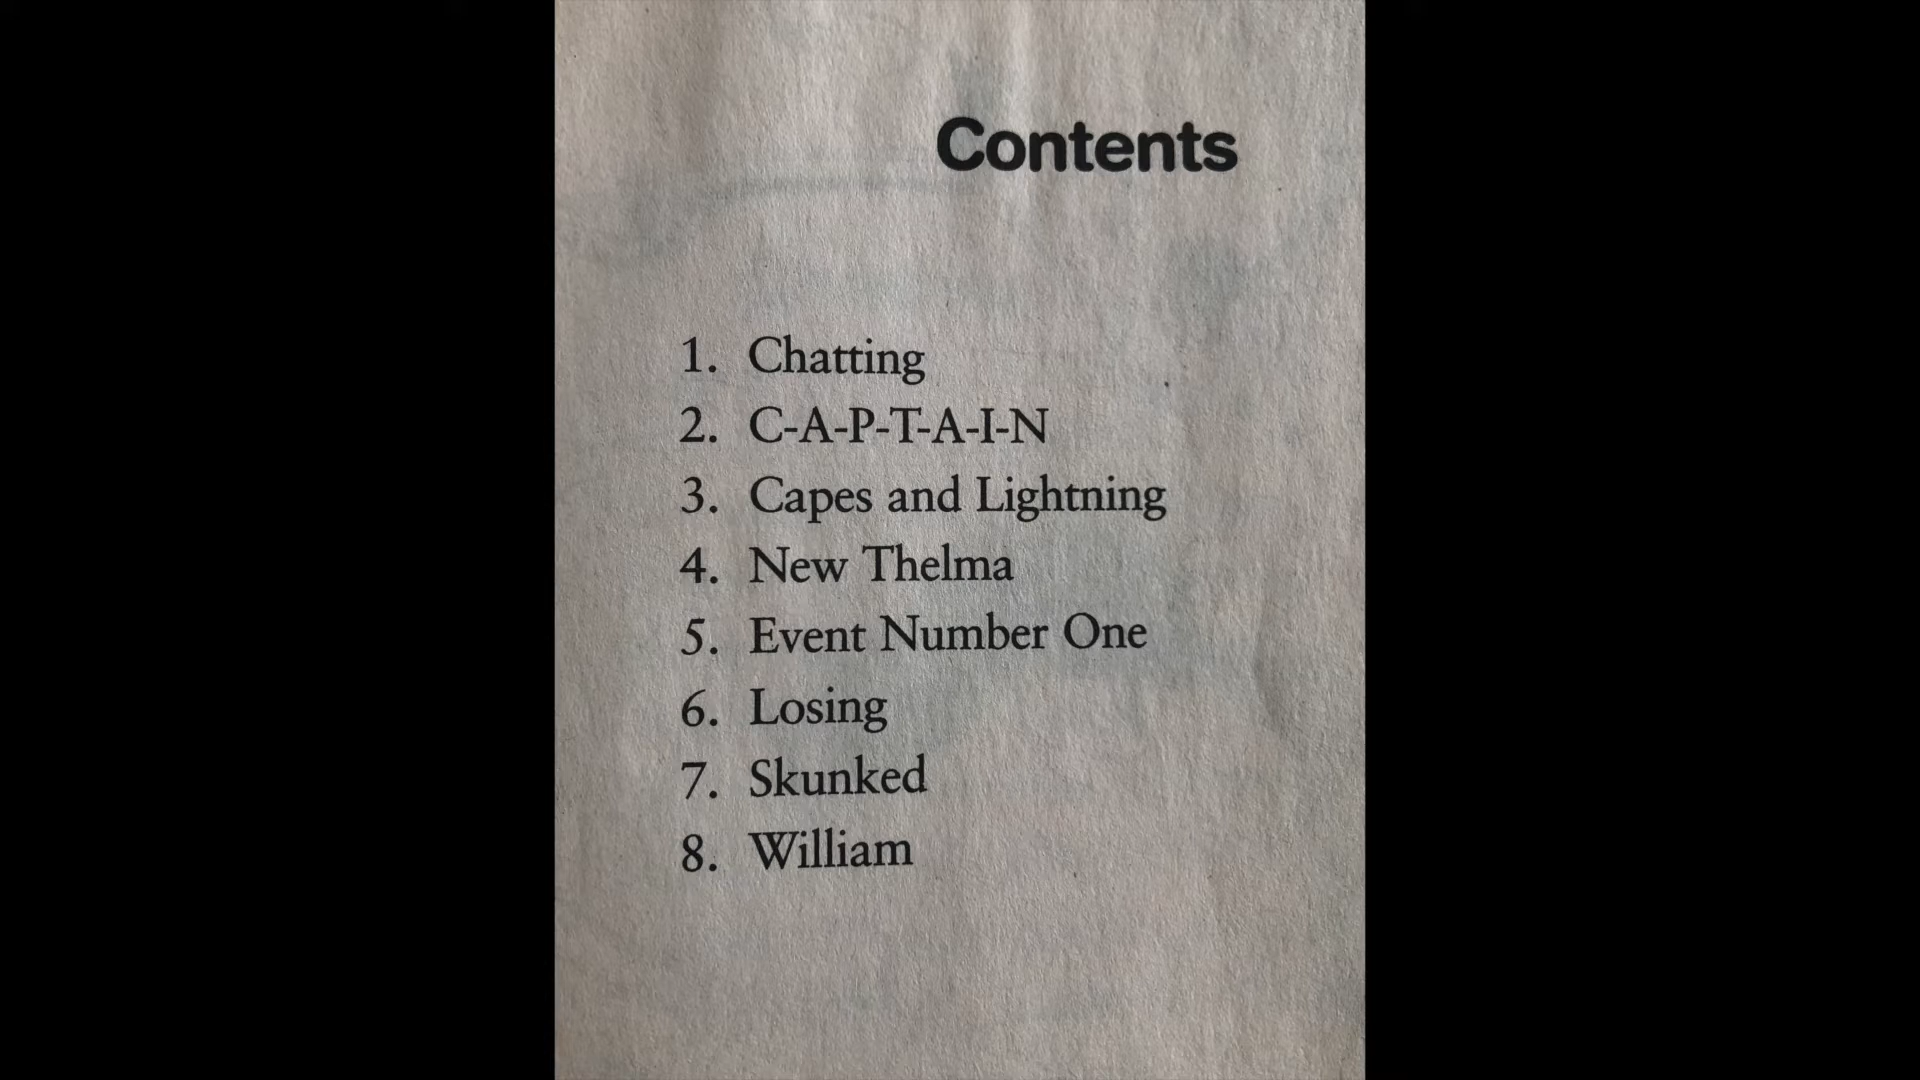 Contents
1. Chatting
2. C-A-P-T-A-I-N
3. Capes and Lightning
4. New Thelma
5. Event Number One
6. Losing
7. Skunked
8. William